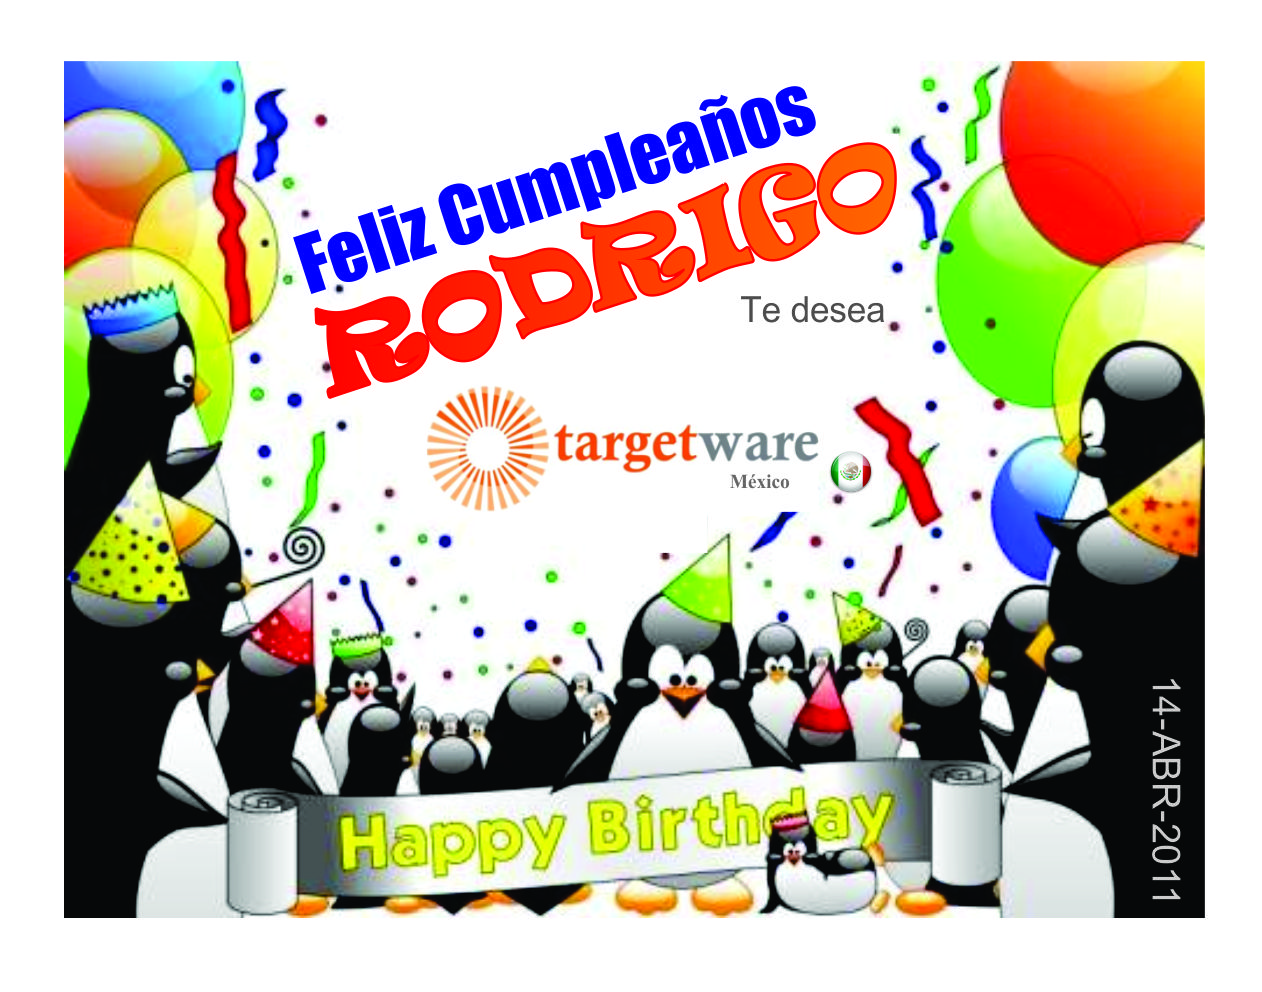 Feliz Cumpleaños
RODRIGO
Te desea
targetware
México
Happy Birthday
14-ABR-2011